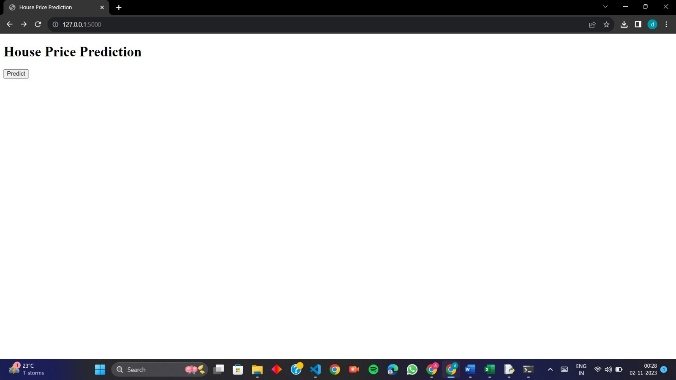 House Price Prediction
127.0.0.1:5000
House Price Prediction
Predict
23°C
T-storms
Search
ENG
IN
00:28
02-11-2023